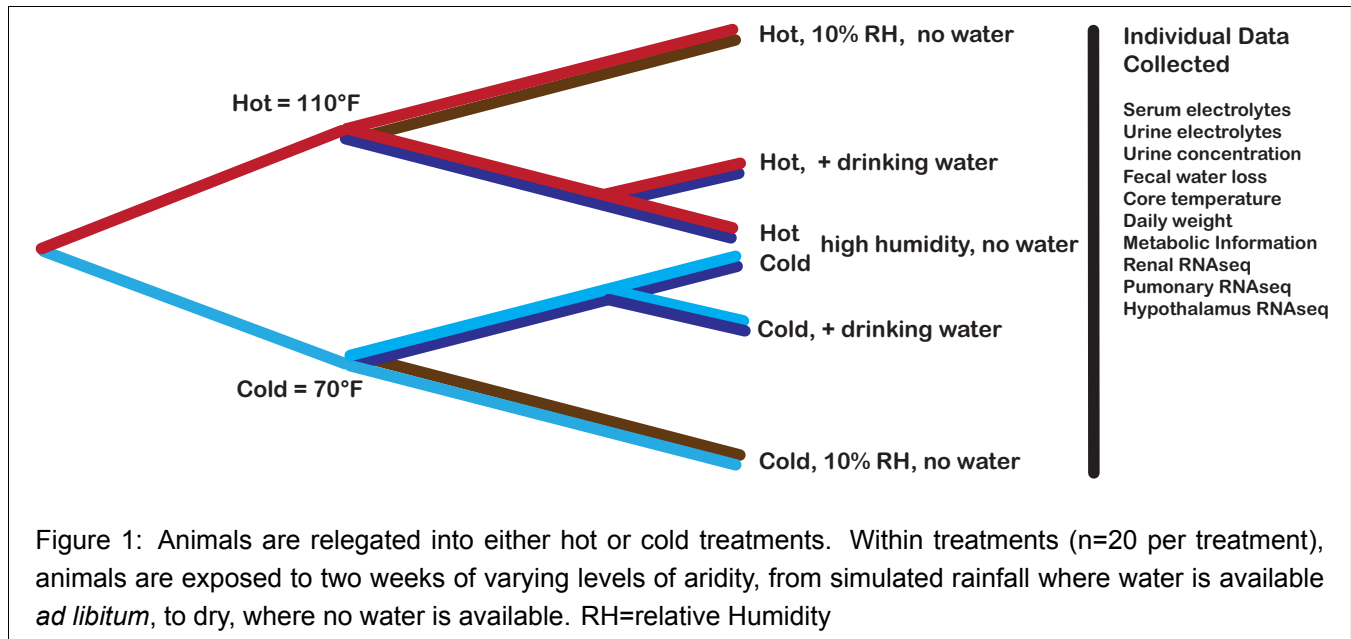 Hot, 10% RH, no water
Hot = 110°F
Hot, + drinking water
Hot
high humidity, no water
Cold
Cold, + drinking water
Cold = 70°F
Cold, 10% RH, no water
Individual Data
Collected
Serum electrolytes
Urine electrolytes
Urine concentration
Fecal water loss
Core temperature
Daily weight
Metabolic Information
Renal RNAseq
Pumonary RNAseq
Hypothalamus RNAseq
Figure 1: Animals are relegated into either hot or cold treatments. Within treatments (n=20 per treatment),
animals are exposed to two weeks of varying levels of aridity, from simulated rainfall where water is available
ad libitum, to dry, where no water is available. RH=relative Humidity